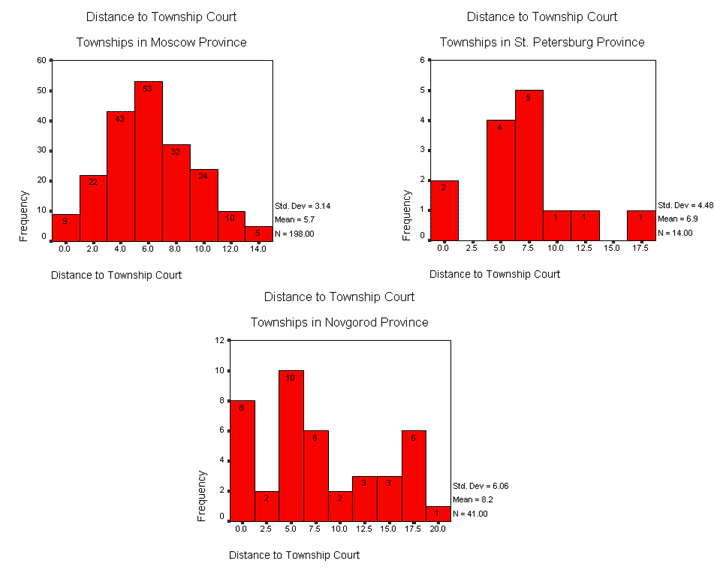 Distance to Township Court
Townships in Moscow Province
60
50
40
30
20
10
0
Frequency
9
22
43
53
32
24
10
5
0.0 2.0 4.0 6.0 8.0 10.0 12.0 14.0
Std. Dev = 3.14
Mean = 5.7
N = 198.00
Distance to Township Court
Distance to Township Court
Townships in St. Petersburg Province
6
5
4
3
2
1
0
Frequency
2
4
5
1
1
1
0.0 2.5 5.0 7.5 10.0 12.5 15.0 17.5
Std. Dev = 4.48
Mean = 6.9
N = 14.00
Distance to Township Court
Distance to Township Court
Townships in Novgorod Province
12
10
8
6
4
2
0
Frequency
8
2
10
6
2
3
3
6
1
0.0 2.5 5.0 7.5 10.0 12.5 15.0 17.5 20.0
Std. Dev = 6.06
Mean = 8.2
N = 41.00
Distance to Township Court